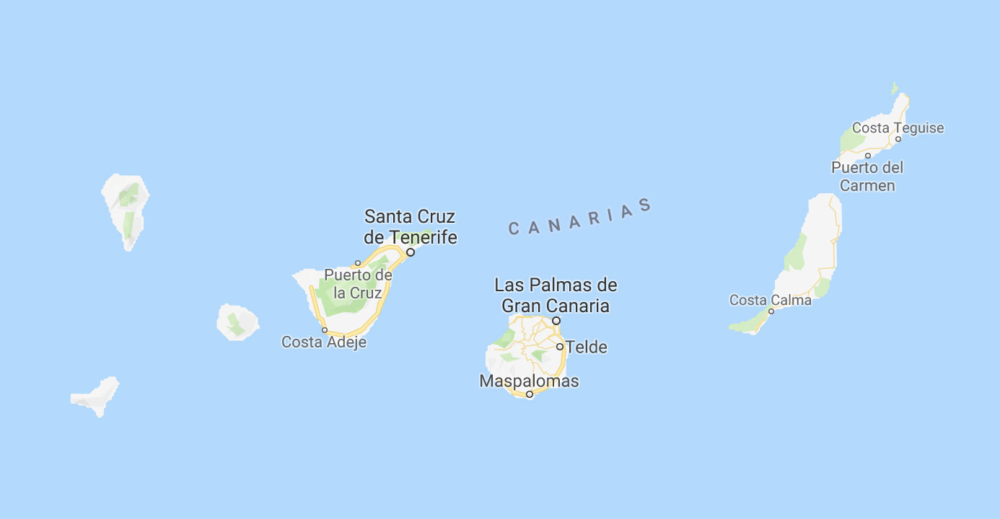 Costa Teguise
Puerto del
Carmen
CANARIAS
Santa Cruz
de Tenerife
Puerto de
la Cruz
Las Palmas de
Gran Canaria
Costa Calma
Costa Adeje
Telde
Maspalomas